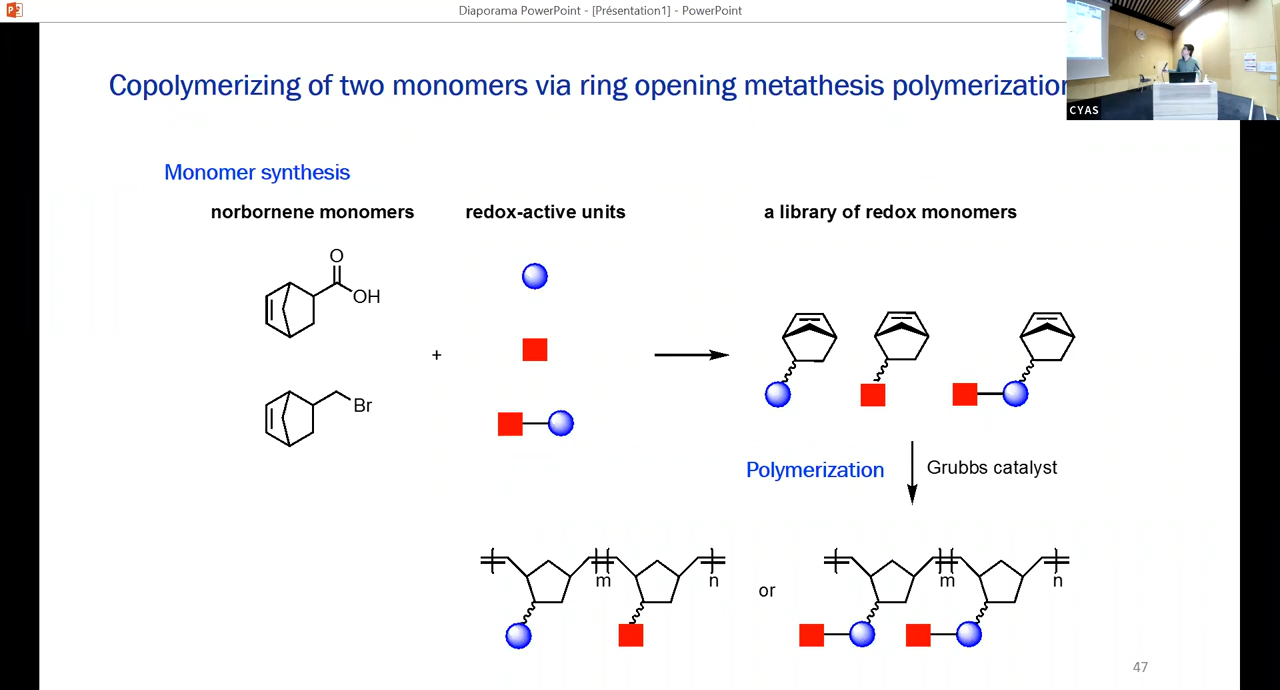 Diaporama PowerPoint - [Présentation1] - PowerPoint
CYAS
Copolymerizing of two monomers via ring opening metathesis polymerization
Monomer synthesis
norbornene monomers redox-active units a library of redox monomers
O
OH
+
Br
Polymerization Grubbs catalyst
m n or m n
47